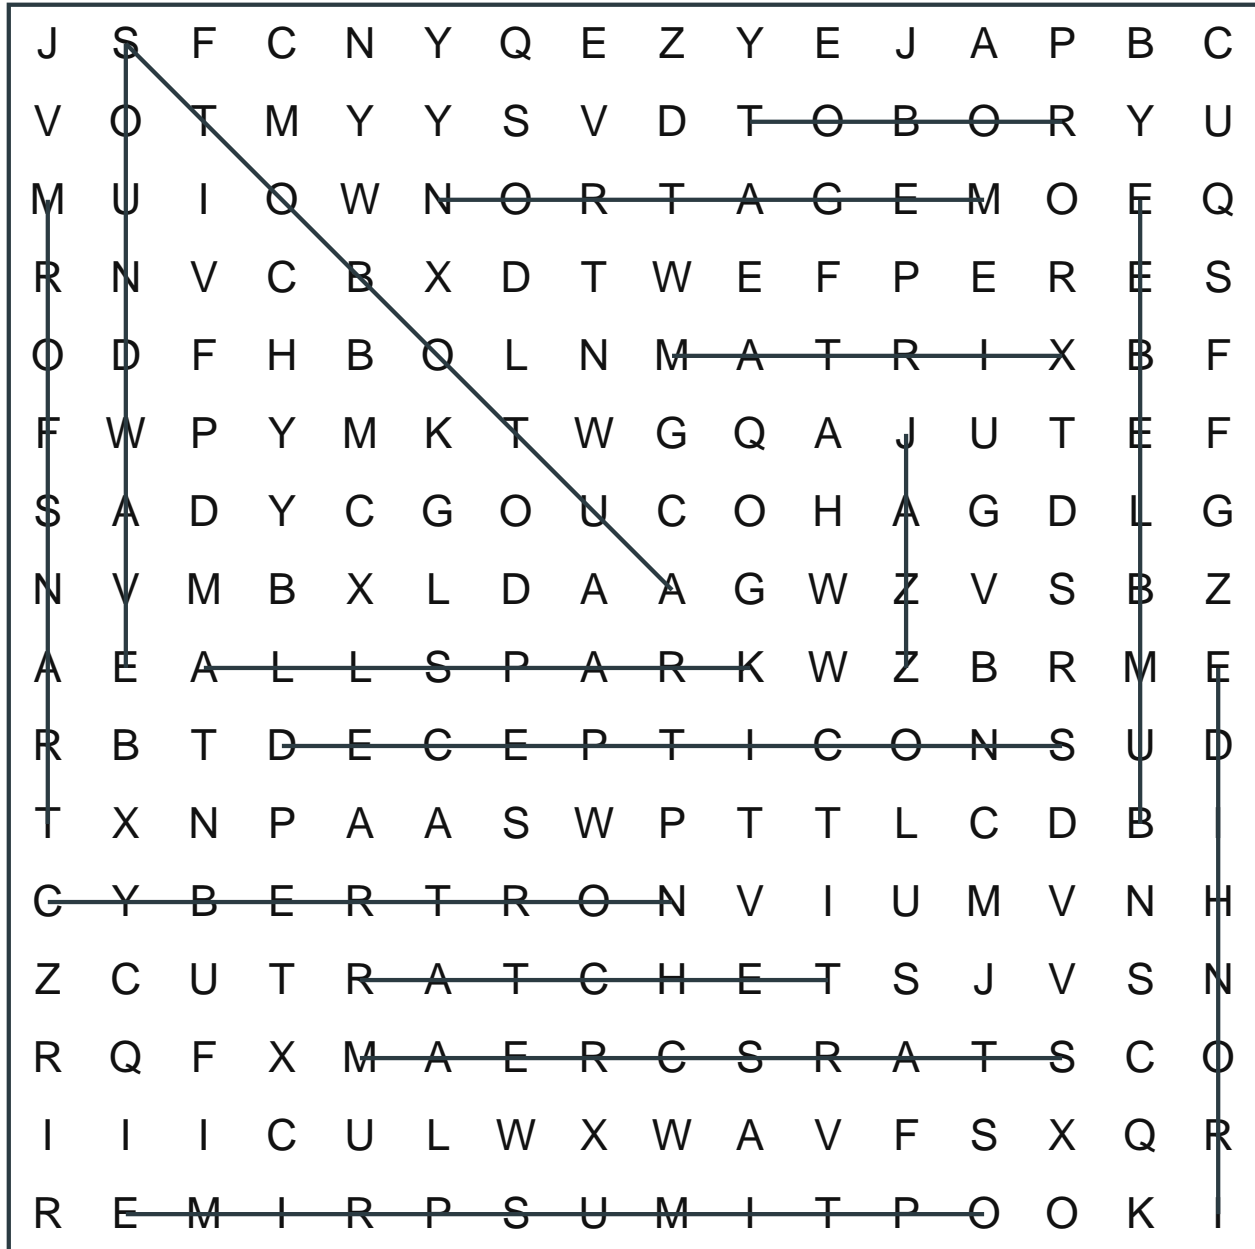 J S F C N Y Q E Z Y E J A P B C
V O T M Y Y S V D T O B O R Y U
M U I O W N O R T A G E M O E Q
R N V C B X D T W E F P E R E S
O D F H B O L N M A T R I X B F
F W P Y M K T W G Q A J U T E F
S A D Y C G O U C O H A G D L G
N V M B X L D A A G W Z V S B Z
A E A L L S P A R K W Z B R M E
R B T D E C E P T I C O N S U D
T X N P A A S W P T T L C D B I
C Y B E R T R O N V I U M V N H
Z C U T R A T C H E T S J V S N
R Q F X M A E R C S R A T S C O
I I I C U L W X W A V F S X Q R
R E M I R P S U M I T P O O K I